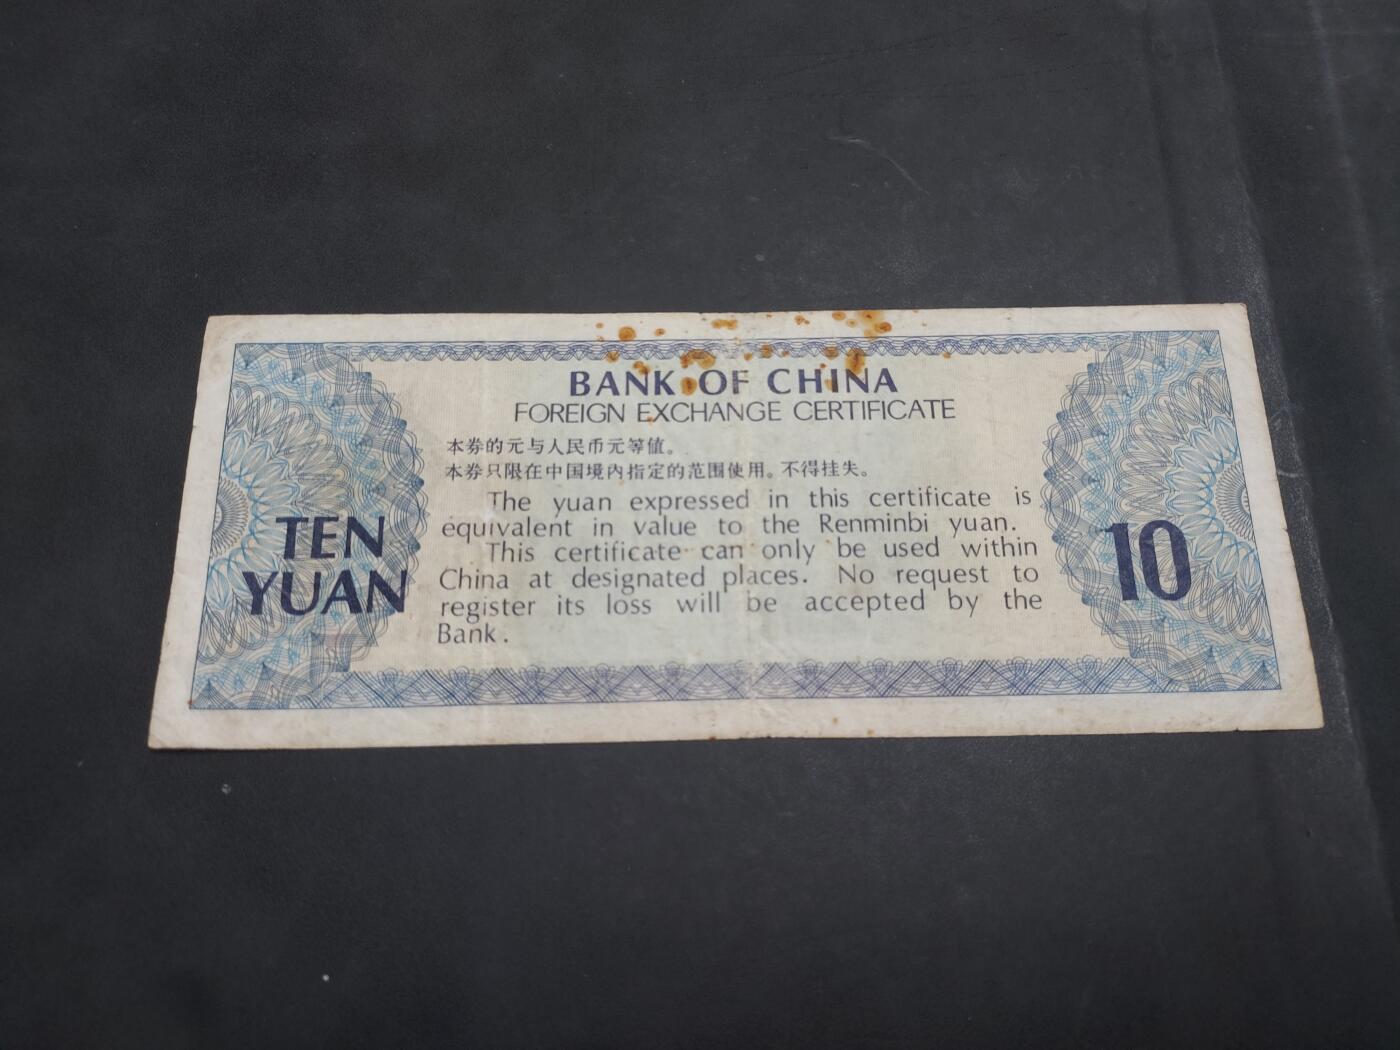 BANK OF CHINA
FOREIGN EXCHANGE CERTIFICATE
本券的元与人民币元等值。
本券只限在中国境内指定的范围使用。不得挂失。
The yuan expressed in this certificate is
equivalent in value to the Renminbi yuan.
This certificate can only be used within
China at designated places. No request to
register its loss will be accepted by the
Bank.
TEN
YUAN
10